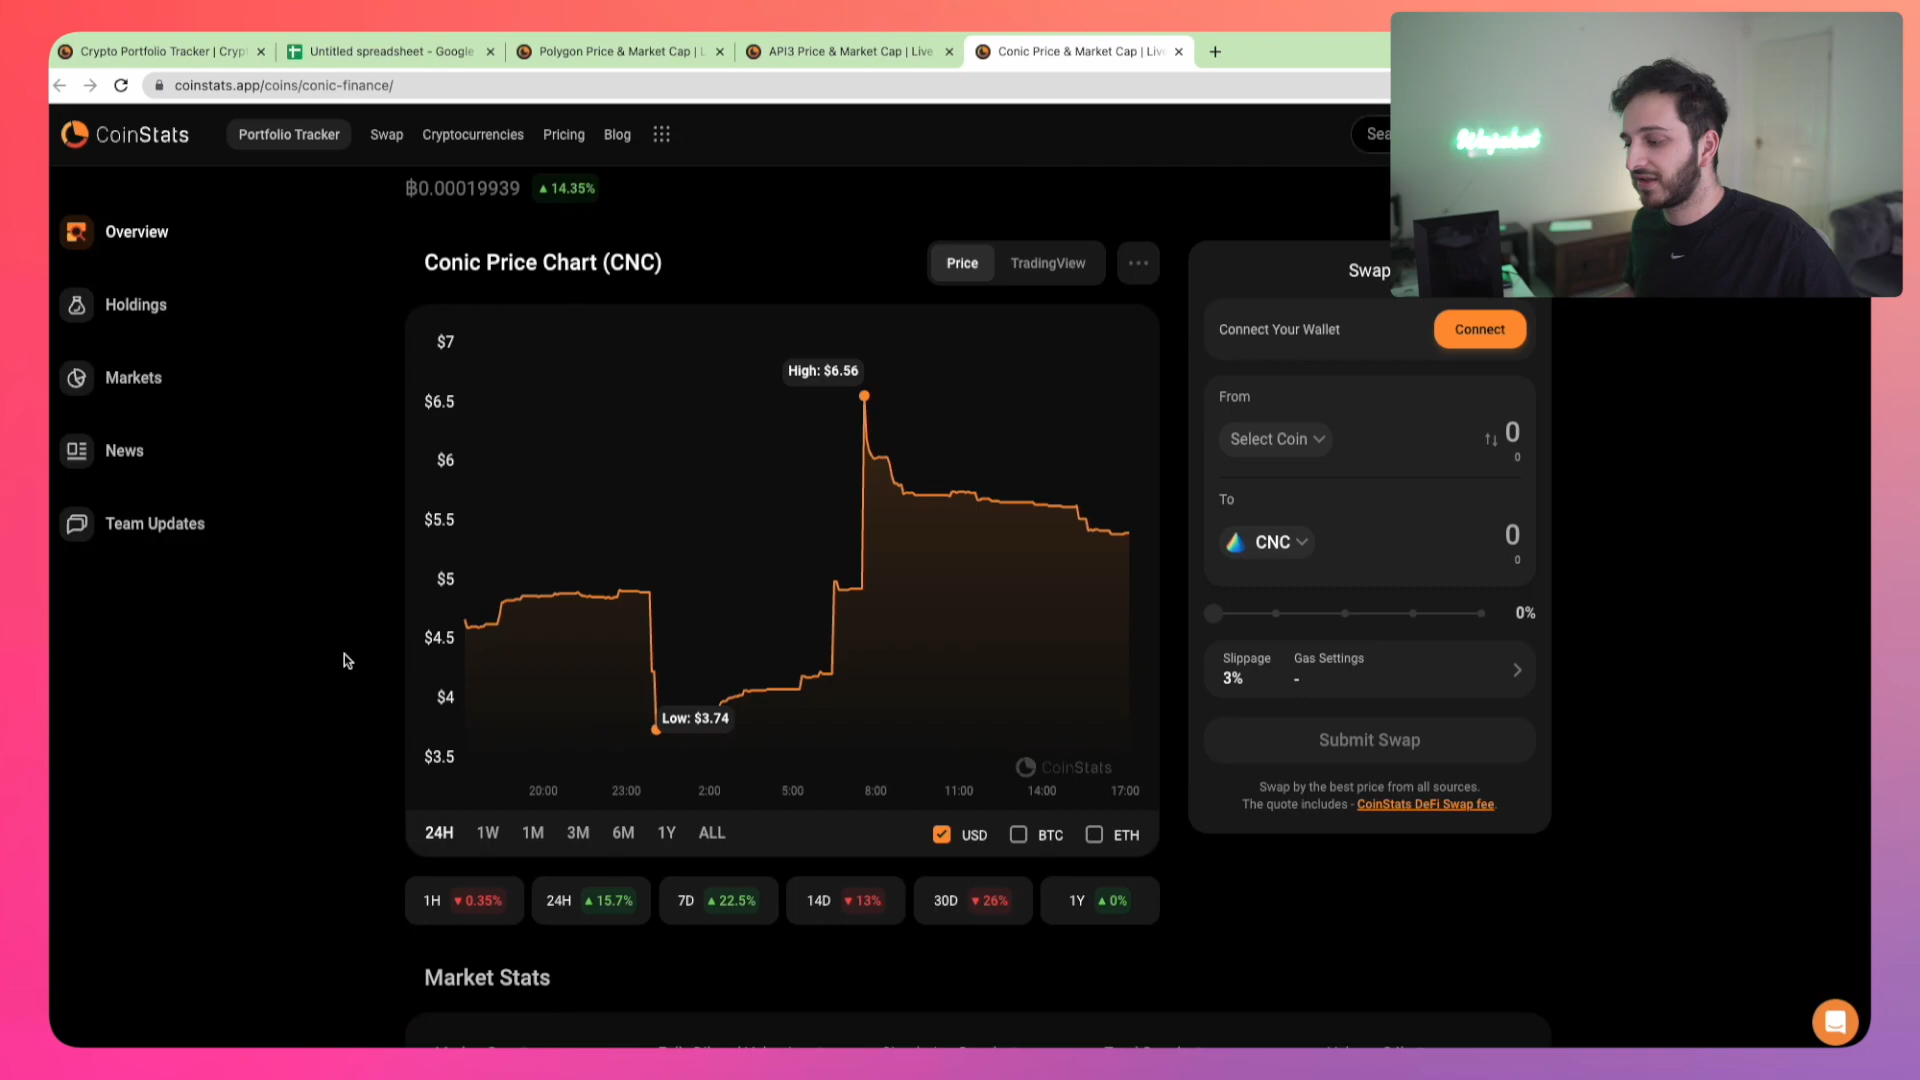 Crypto Portfolio Tracker | Cryp
Untitled spreadsheet - Google
Polygon Price & Market Cap | L
API3 Price & Market Cap | Live
Conic Price & Market Cap | Live
coinstats.app/coins/conic-finance/
CoinStats
Portfolio Tracker
Swap
Cryptocurrencies
Pricing
Blog
Sea
฿0.00019939
14.35%
Overview
Holdings
Markets
News
Team Updates
Conic Price Chart (CNC)
Price
TradingView
$7
$6.5
$6
$5.5
$5
$4.5
$4
$3.5
High: $6.56
Low: $3.74
CoinStats
20:00
23:00
2:00
5:00
8:00
11:00
14:00
17:00
24H
1W
1M
3M
6M
1Y
ALL
USD
BTC
ETH
1H 0.35%
24H 15.7%
7D 22.5%
14D 13%
30D 26%
1Y 0%
Market Stats
Swap
Connect Your Wallet
Connect
From
Select Coin
0
0
To
CNC
0
0
0%
Slippage
3%
Gas Settings
-
Submit Swap
Swap by the best price from all sources.
The quote includes - CoinStats DeFi Swap fee.